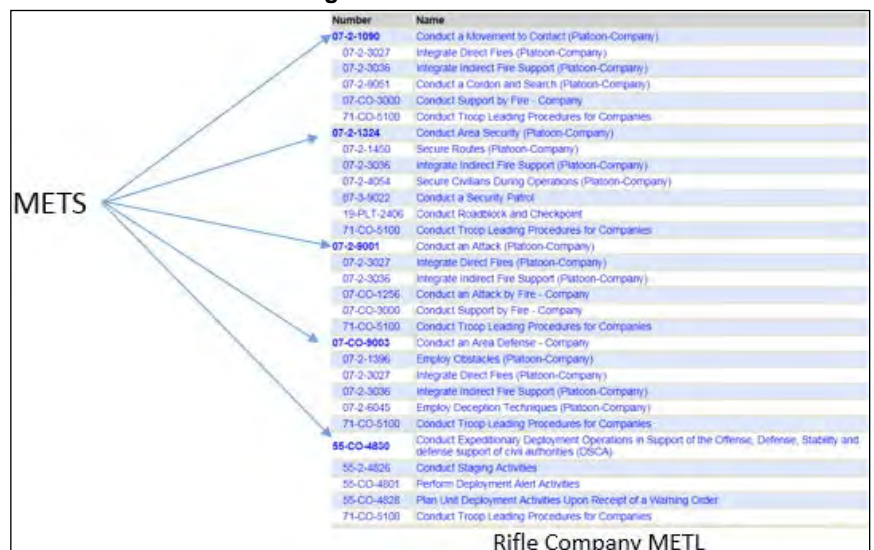 Number Name
07-2-1090 Conduct a Movement to Contact (Platoon-Company)
07-2-3027 Integrate Direct Fires (Platoon-Company)
07-2-3036 Integrate Indirect Fire Support (Platoon-Company)
07-2-9051 Conduct a Cordon and Search (Platoon-Company)
07-CO-3000 Conduct Support by Fire - Company
71-CO-5100 Conduct Troop Leading Procedures for Companies
07-2-1324 Conduct Area Security (Platoon-Company)
07-2-1450 Secure Routes (Platoon-Company)
07-2-3036 Integrate Indirect Fire Support (Platoon-Company)
07-2-4054 Secure Civilians During Operations (Platoon-Company)
07-3-9022 Conduct a Security Patrol
METS
19-PLT-2406 Conduct Roadblock and Checkpoint
71-CO-5100 Conduct Troop Leading Procedures for Companies
07-2-9001 Conduct an Attack (Platoon-Company)
07-2-3027 Integrate Direct Fires (Platoon-Company)
07-2-3036 Integrate Indirect Fire Support (Platoon-Company)
07-CO-1256 Conduct an Attack by Fire - Company
07-CO-3000 Conduct Support by Fire - Company
71-CO-5100 Conduct Troop Leading Procedures for Companies
07-CO-9003 Conduct an Area Defense - Company
07-2-1396 Employ Obstacles (Platoon-Company)
07-2-3027 Integrate Direct Fires (Platoon-Company)
07-2-3036 Integrate Indirect Fire Support (Platoon-Company)
07-2-6045 Employ Deception Techniques (Platoon-Company)
71-CO-5100 Conduct Troop Leading Procedures for Companies
55-CO-4830 Conduct Expeditionary Deployment Operations in Support of the Offense, Defense, Stability and
defense support of civil authorities (DSCA)
55-2-4826 Conduct Staging Activities
55-CO-4801 Perform Deployment Alert Activities
55-CO-4828 Plan Unit Deployment Activities Upon Receipt of a Warning Order
71-CO-5100 Conduct Troop Leading Procedures for Companies
Rifle Company METL